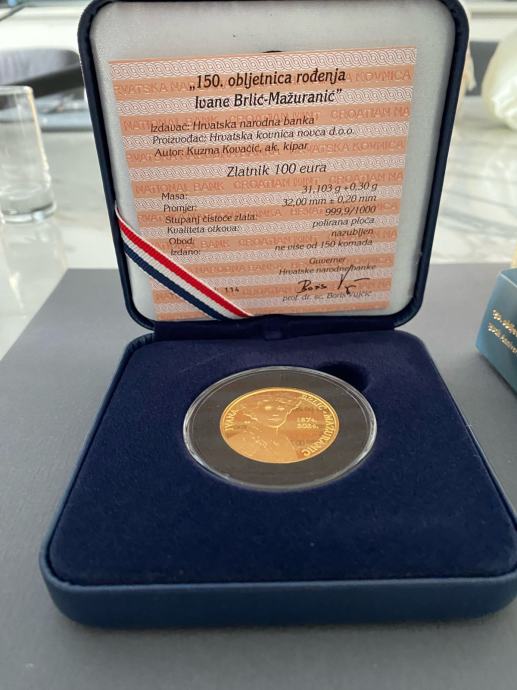 „150. obljetnica rođenja
Ivane Brlić-Mažuranić”
Izdavač: Hrvatska narodna banka
Proizvođač: Hrvatska kovnica novca d.o.o.
Autor: Kuzma Kovačić, ak. kipar
Zlatnik 100 eura
Masa: 31,103 g +0,30 g
Promjer: 32,00 mm ± 0,20 mm
Stupanj čistoće zlata: 999,9/1000
Kvaliteta otkova: polirana ploča
Obod: nazubljen
Izdano: ne više od 150 komada
Guverner
Hrvatske narodne banke
114
prof. dr. sc. Boris Vujčić
IVANA BRLIĆ-MAŽURANIĆ
1874.
2024.